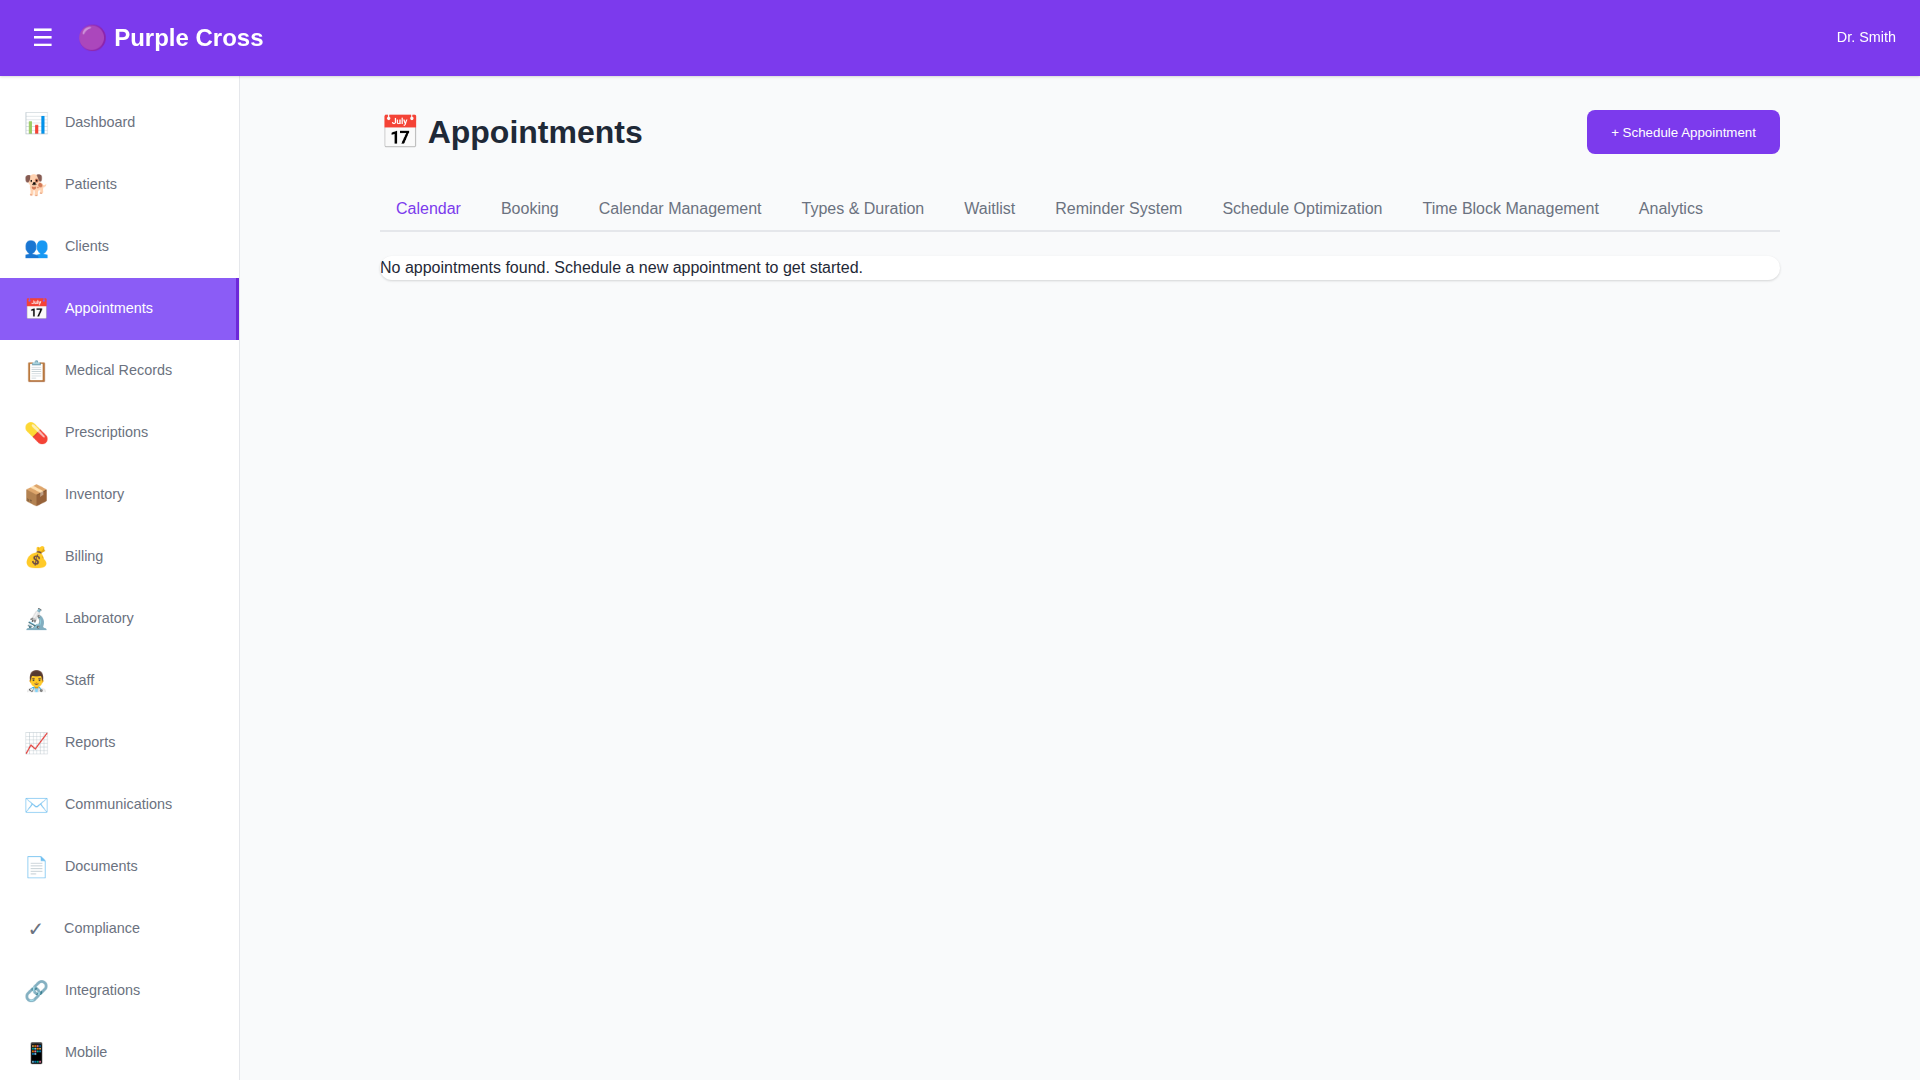 ☰ 🟣 Purple Cross
Dr. Smith
📊 Dashboard
🐕 Patients
👥 Clients
📅 Appointments
📋 Medical Records
💊 Prescriptions
📦 Inventory
💰 Billing
🔬 Laboratory
👨‍⚕️ Staff
📈 Reports
✉️ Communications
📄 Documents
✓ Compliance
🔗 Integrations
📱 Mobile
📅 Appointments
+ Schedule Appointment
Calendar Booking Calendar Management Types & Duration Waitlist Reminder System Schedule Optimization Time Block Management Analytics
No appointments found. Schedule a new appointment to get started.